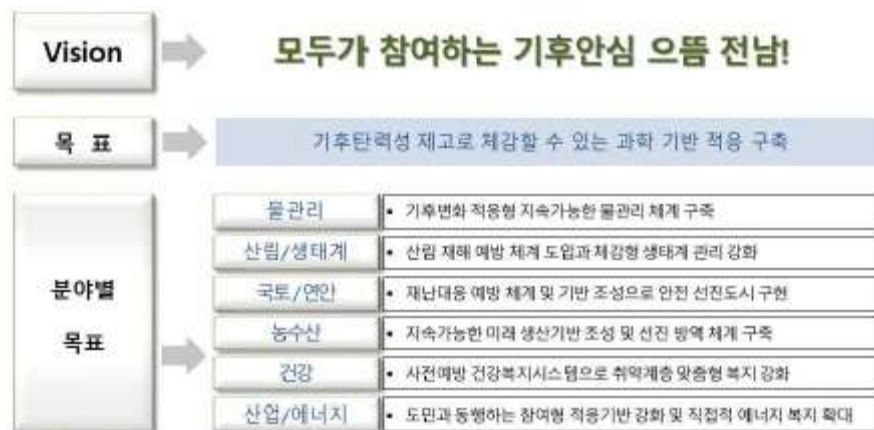 Vision
모두가 참여하는 기후안심 으뜸 전남!
목 표
기후탄력성 제고로 체감할 수 있는 과학 기반 적응 구축
분야별
목표
물관리
• 기후변화 적응형 지속가능한 물관리 체계 구축
산림/생태계
• 산림 재해 예방 체계 도입과 체감형 생태계 관리 강화
국토/연안
• 재난대응 예방 체계 및 기반 조성으로 안전 선진도시 구현
농수산
• 지속가능한 미래 생산기반 조성 및 선진 방역 체계 구축
건강
• 사전예방 건강복지시스템으로 취약계층 맞춤형 복지 강화
산업/에너지
• 도민과 동행하는 참여형 적응기반 강화 및 직접적 에너지 복지 확대